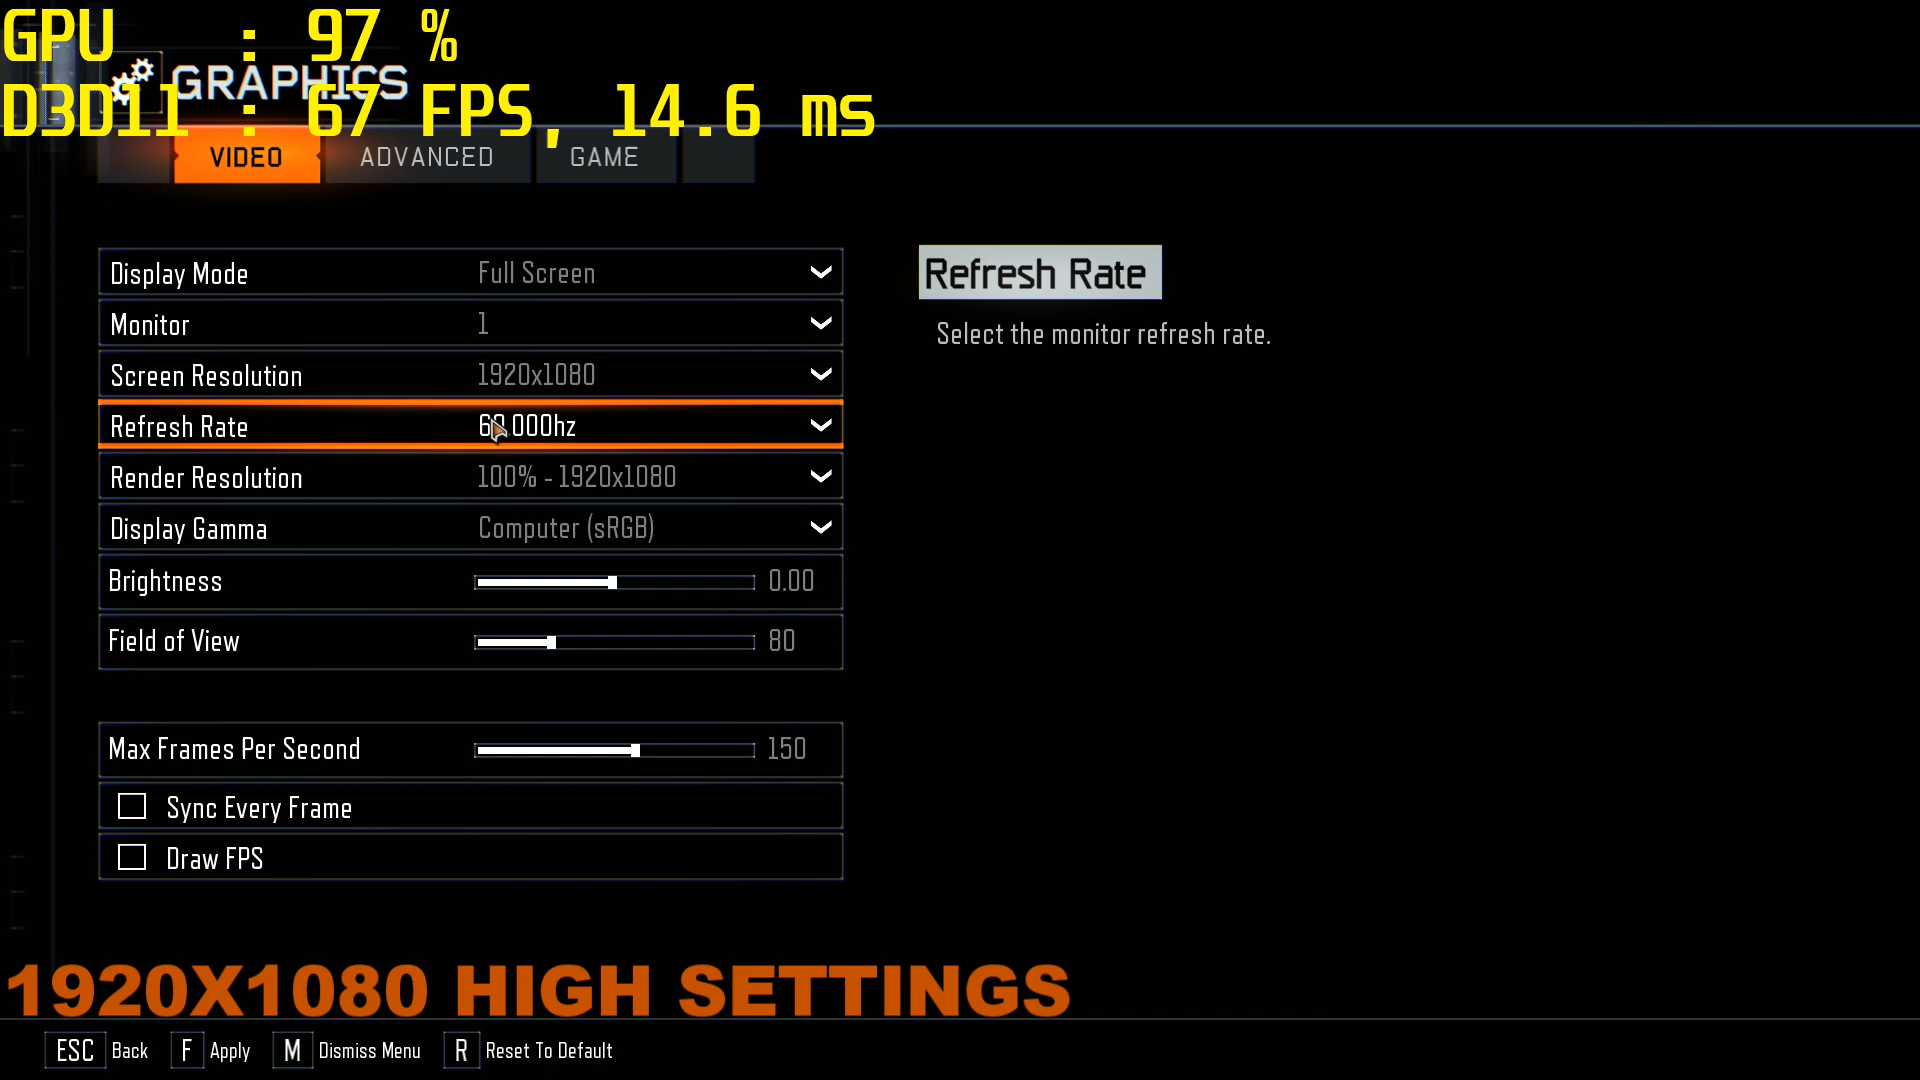 GPU : 97 %
GRAPHICS
D3D11 : 67 FPS, 14.6 ms
VIDEO ADVANCED GAME
Display Mode Full Screen
Monitor 1
Screen Resolution 1920x1080
Refresh Rate 60.000hz
Render Resolution 100% - 1920x1080
Display Gamma Computer (sRGB)
Brightness 0.00
Field of View 80
Max Frames Per Second 150
Sync Every Frame
Draw FPS
Refresh Rate
Select the monitor refresh rate.
1920X1080 HIGH SETTINGS
ESC Back F Apply M Dismiss Menu R Reset To Default